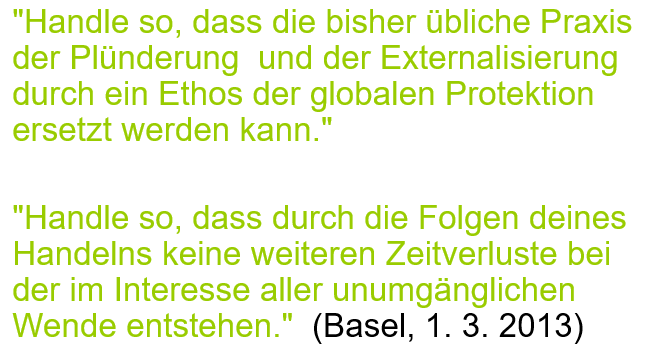 "Handle so, dass die bisher übliche Praxis
der Plünderung  und der Externalisierung
durch ein Ethos der globalen Protektion
ersetzt werden kann."
"Handle so, dass durch die Folgen deines
Handelns keine weiteren Zeitverluste bei
der im Interesse aller unumgänglichen
Wende entstehen."  (Basel, 1. 3. 2013)